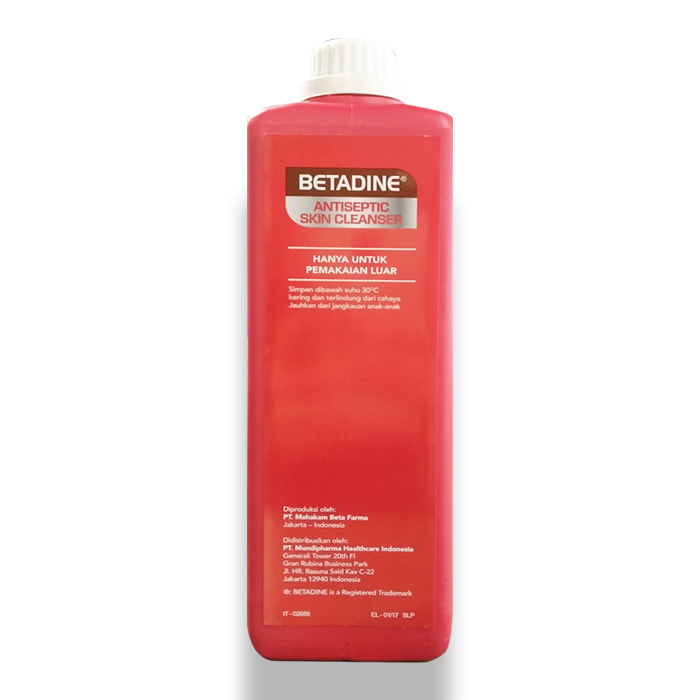 BETADINE®
ANTISEPTIC
SKIN CLEANSER
HANYA UNTUK
PEMAKAIAN LUAR
Simpan dibawah suhu 30°C
kering dan terlindung dari cahaya
Jauhkan dari jangkauan anak-anak
Diproduksi oleh:
PT. Mahakam Beta Farma
Jakarta – Indonesia
Didistribusikan oleh:
PT. Mundipharma Healthcare Indonesia
Generali Tower 20th Fl
Gran Rubina Business Park
Jl. HR. Rasuna Said Kav C-22
Jakarta 12940 Indonesia
®: BETADINE is a Registered Trademark
EL - 01/17 SLP